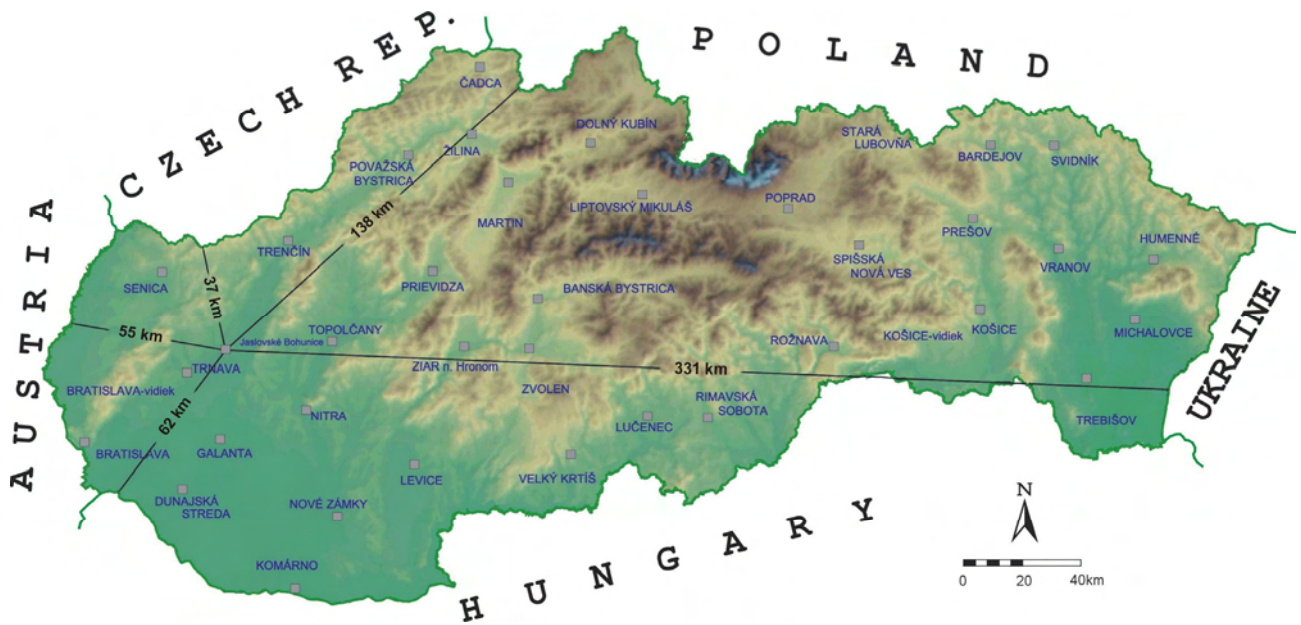 CZECH REP.
POLAND
AUSTRIA
UKRAINE
HUNGARY
ČADCA
DOLNÝ KUBÍN
ŽILINA
POVAŽSKÁ
BYSTRICA
STARÁ
LUBOVŇA
BARDEJOV
SVIDNÍK
MARTIN
LIPTOVSKÝ MIKULÁŠ
POPRAD
138 km
PREŠOV
HUMENNÉ
TRENČÍN
37 km
SENICA
PRIEVIDZA
BANSKÁ BYSTRICA
SPIŠSKÁ
NOVÁ VES
VRANOV
55 km
Jaslovské Bohunice
TOPOLČANY
KOŠICE
KOŠICE-vidiek
MICHALOVCE
ROŽNAVA
TRNAVA
ZIAR n. Hronom
ZVOLEN
331 km
BRATISLAVA-vidiek
62 km
NITRA
RIMAVSKÁ
SOBOTA
LUČENEC
TREBIŠOV
BRATISLAVA
GALANTA
LEVICE
VELKÝ KRTÍŠ
DUNAJSKÁ
STREDA
NOVÉ ZÁMKY
KOMÁRNO
N
0 20 40km